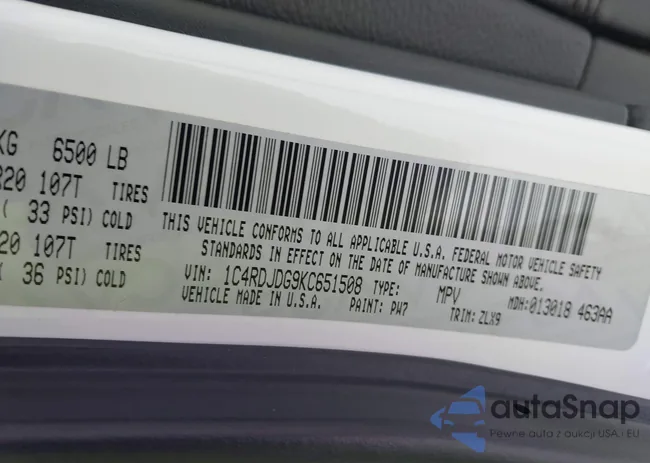 KG 6500 LB
R20 107T TIRES
( 33 PSI) COLD
20 107T TIRES
( 36 PSI) COLD
THIS VEHICLE CONFORMS TO ALL APPLICABLE U.S.A. FEDERAL MOTOR VEHICLE SAFETY
STANDARDS IN EFFECT ON THE DATE OF MANUFACTURE SHOWN ABOVE.
VIN: 1C4RDJDG9KC651508 TYPE: MPV MDH:013018 463AA
VEHICLE MADE IN U.S.A. PAINT: PW7 TRIM: ZLX9
autoSnap
Pewne auta z aukcji USA i EU